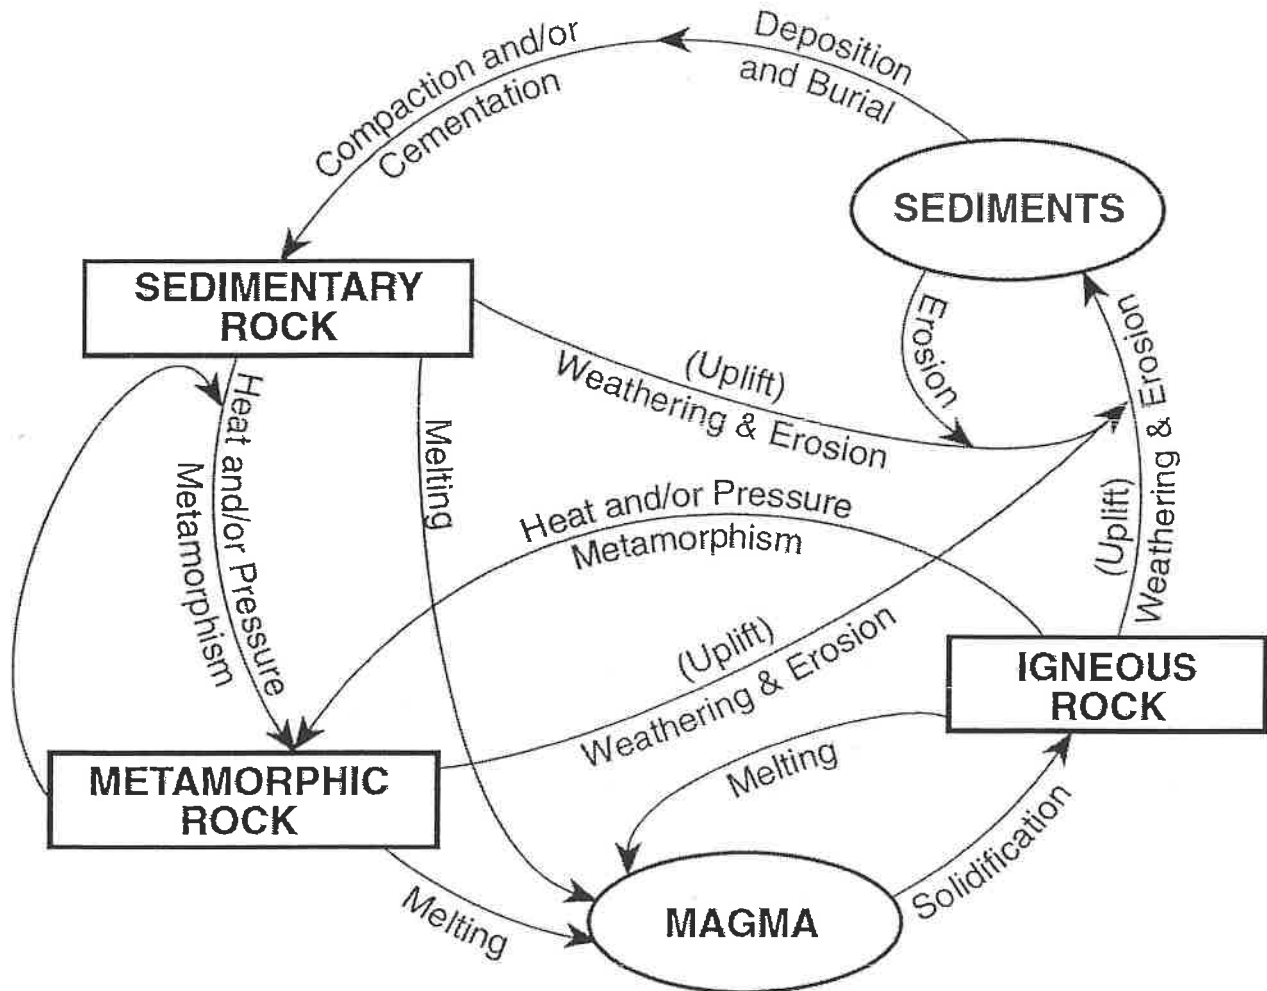 Deposition
and Burial
Compaction and/or
Cementation
SEDIMENTS
SEDIMENTARY
ROCK
Erosion
(Uplift)
Weathering & Erosion
(Uplift)
Weathering & Erosion
Heat and/or Pressure
Metamorphism
Melting
Heat and/or Pressure
Metamorphism
(Uplift)
Weathering & Erosion
IGNEOUS
ROCK
Melting
METAMORPHIC
ROCK
Solidification
Melting
MAGMA